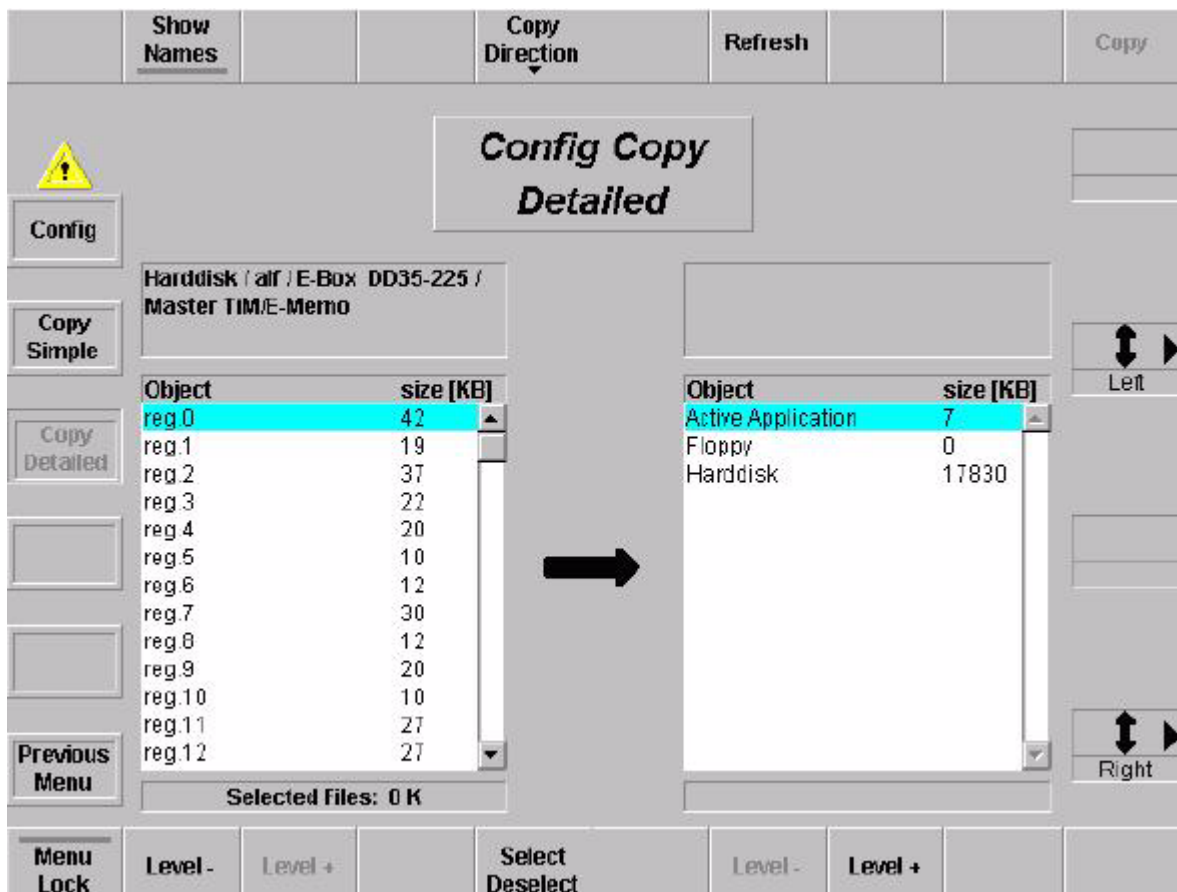 Show
Names
Copy
Direction
Refresh
Copy
Config Copy
Detailed
Config
Harddisk / alf / E-Box DD35-225 /
Master TIM/E-Memo
Copy
Simple
Left
Object size [KB]
reg.0 42
reg.1 19
reg.2 37
reg.3 22
reg.4 20
reg.5 10
reg.6 12
reg.7 30
reg.8 12
reg.9 20
reg.10 10
reg.11 27
reg.12 27
Object size [KB]
Active Application 7
Floppy 0
Harddisk 17830
Copy
Detailed
Previous
Menu
Right
Selected Files: 0 K
Menu
Lock
Level -
Level +
Select
Deselect
Level -
Level +